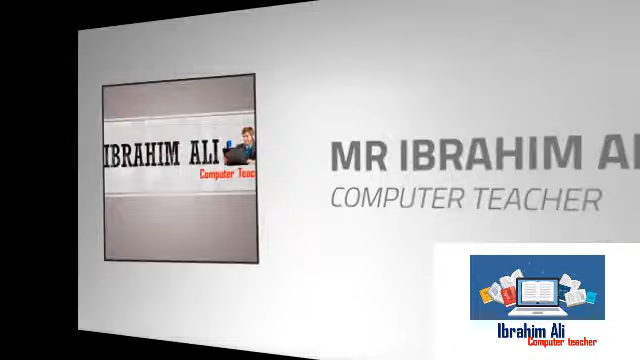 IBRAHIM ALI
Computer Teac
MR IBRAHIM A
COMPUTER TEACHER
Ibrahim Ali
Computer teacher